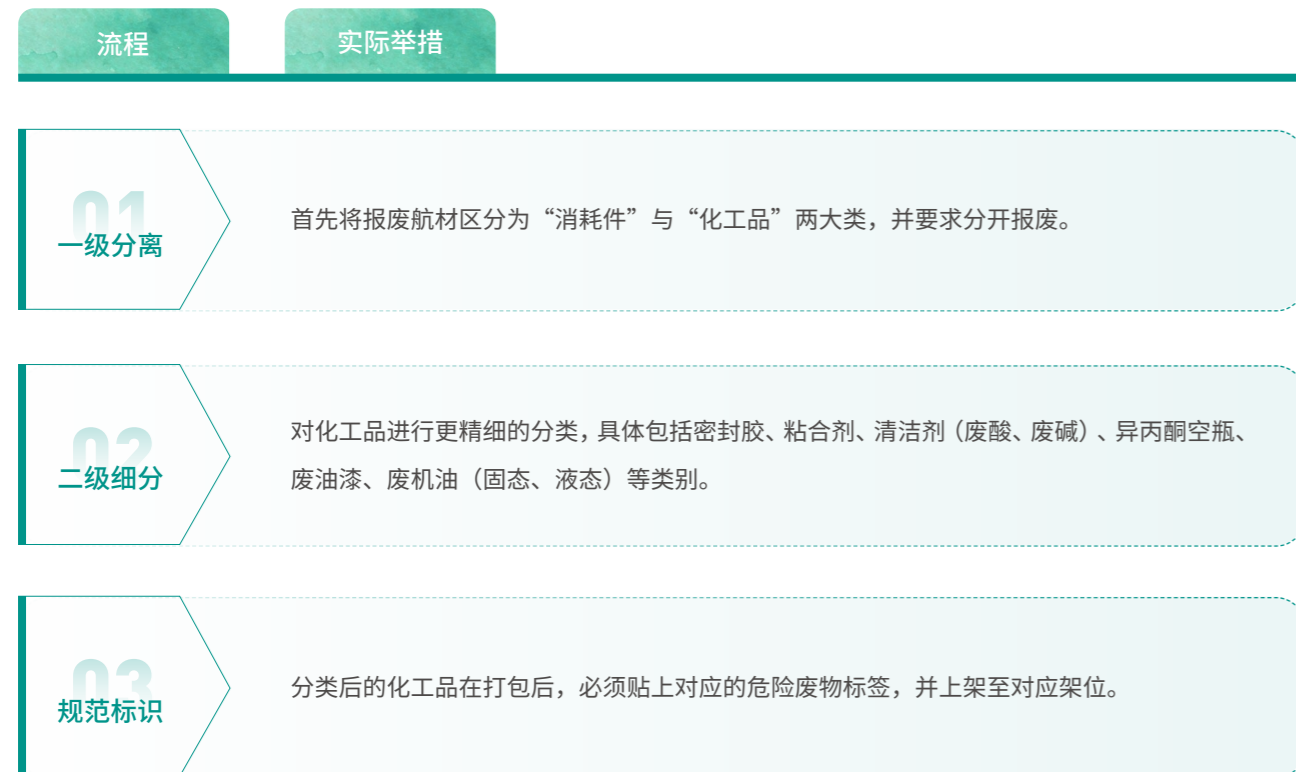 流程
实际举措
01
一级分离
首先将报废航材区分为“消耗件”与“化工品”两大类，并要求分开报废。
02
二级细分
对化工品进行更精细的分类，具体包括密封胶、粘合剂、清洁剂（废酸、废碱）、异丙酮空瓶、
废油漆、废机油（固态、液态）等类别。
03
规范标识
分类后的化工品在打包后，必须贴上对应的危险废物标签，并上架至对应架位。